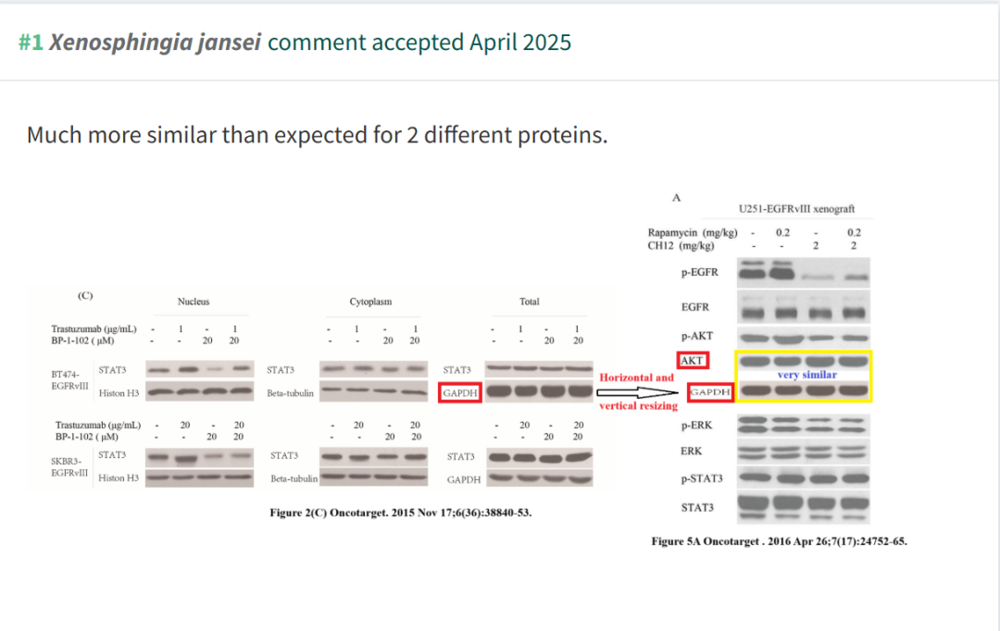 #1 Xenosphingia jansei comment accepted April 2025
Much more similar than expected for 2 different proteins.
(C)
Nucleus Cytoplasm Total
Trastuzumab (µg/mL) - 1 - 1 - 1 - 1 - 1 - 1
BP-1-102 ( µM) - - 20 20 - - 20 20 - - 20 20
BT474-
EGFRvIII
STAT3 STAT3 STAT3
Histon H3 Beta-tubulin GAPDH
Trastuzumab (µg/mL) - 20 - 20 - 20 - 20 - 20 - 20
BP-1-102 ( µM) - - 20 20 - - 20 20 - - 20 20
SKBR3-
EGFRvIII
STAT3 STAT3 STAT3
Histon H3 Beta-tubulin GAPDH
Figure 2(C) Oncotarget. 2015 Nov 17;6(36):38840-53.
Horizontal and
vertical resizing
A
U251-EGFRvIII xenograft
Rapamycin (mg/kg) - 0.2 - 0.2
CH12 (mg/kg) - - 2 2
p-EGFR
EGFR
p-AKT
AKT
very similar
GAPDH
p-ERK
ERK
p-STAT3
STAT3
Figure 5A Oncotarget . 2016 Apr 26;7(17):24752-65.